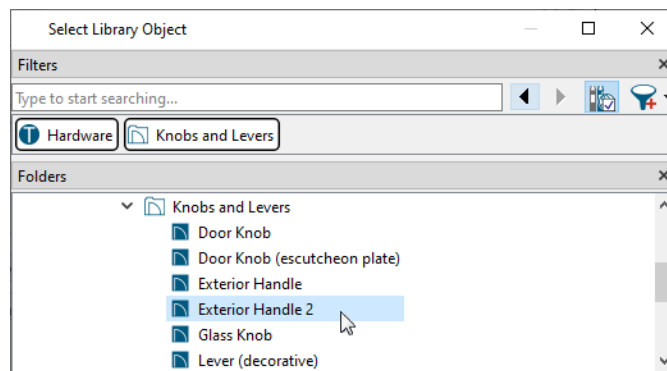 Select Library Object
Filters
Type to start searching...
T Hardware Knobs and Levers
Folders
Knobs and Levers
Door Knob
Door Knob (escutcheon plate)
Exterior Handle
Exterior Handle 2
Glass Knob
Lever (decorative)